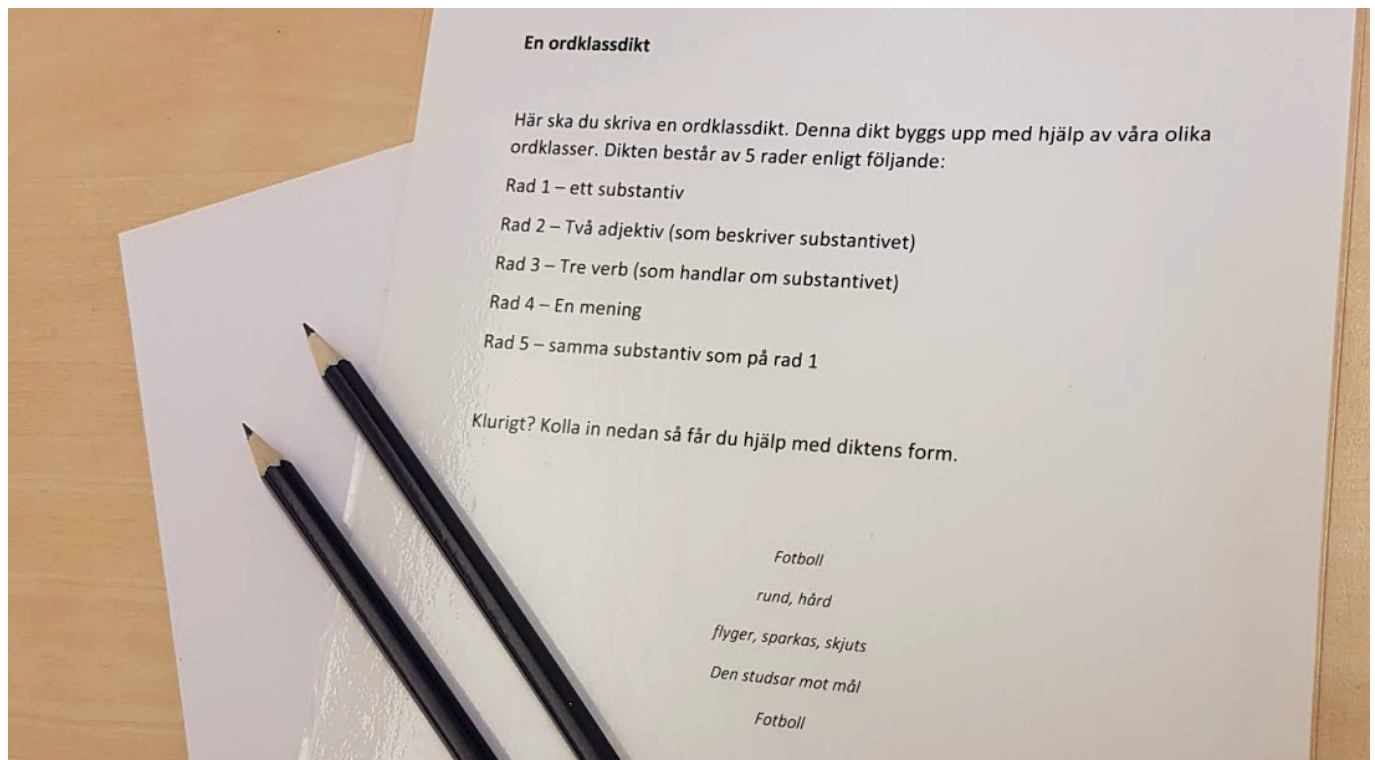 En ordklassdikt
Här ska du skriva en ordklassdikt. Denna dikt byggs upp med hjälp av våra olika
ordklasser. Dikten består av 5 rader enligt följande:
Rad 1 – ett substantiv
Rad 2 – Två adjektiv (som beskriver substantivet)
Rad 3 – Tre verb (som handlar om substantivet)
Rad 4 – En mening
Rad 5 – samma substantiv som på rad 1
Klurigt? Kolla in nedan så får du hjälp med diktens form.
Fotboll
rund, hård
flyger, sparkas, skjuts
Den studsar mot mål
Fotboll